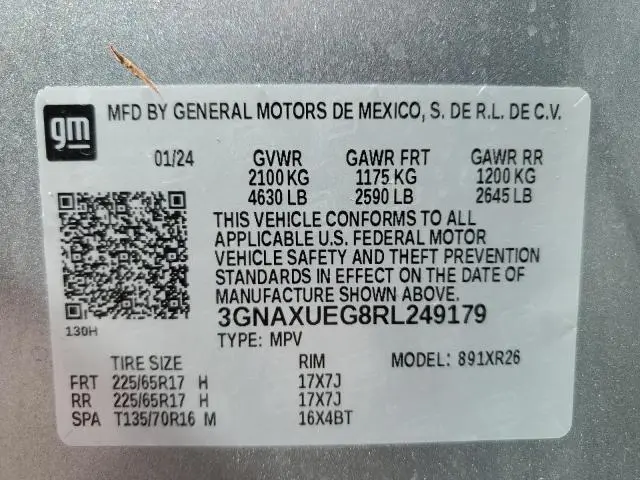 gm
MFD BY GENERAL MOTORS DE MEXICO, S. DE R.L. DE C.V.
01/24 GVWR GAWR FRT GAWR RR
2100 KG 1175 KG 1200 KG
4630 LB 2590 LB 2645 LB
THIS VEHICLE CONFORMS TO ALL
APPLICABLE U.S. FEDERAL MOTOR
VEHICLE SAFETY AND THEFT PREVENTION
STANDARDS IN EFFECT ON THE DATE OF
MANUFACTURE SHOWN ABOVE.
130H
3GNAXUEG8RL249179
TYPE: MPV MODEL: 891XR26
TIRE SIZE RIM
FRT 225/65R17 H 17X7J
RR 225/65R17 H 17X7J
SPA T135/70R16 M 16X4BT